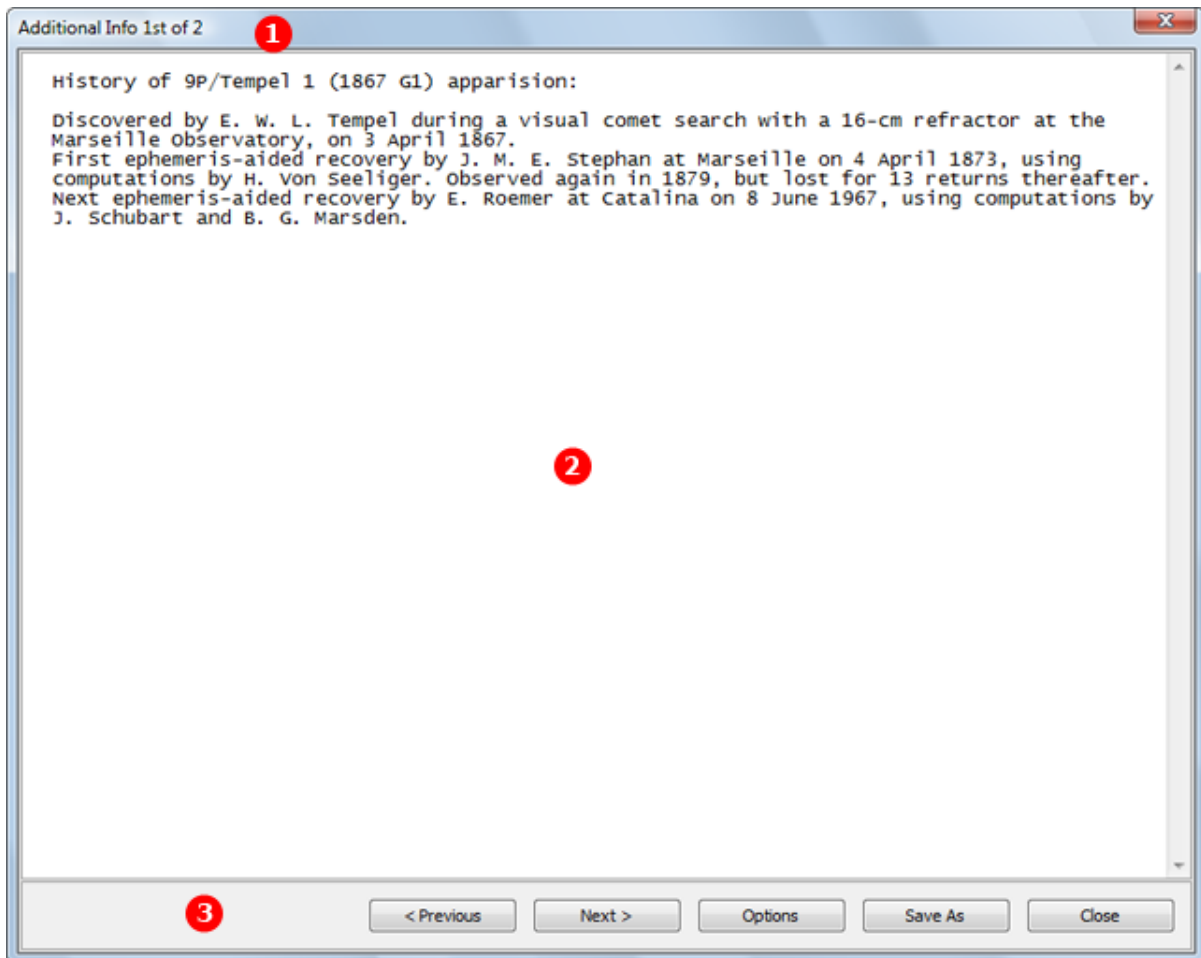 Additional Info 1st of 2
1
X
History of 9P/Tempel 1 (1867 G1) apparision:
Discovered by E. W. L. Tempel during a visual comet search with a 16-cm refractor at the
Marseille Observatory, on 3 April 1867.
First ephemeris-aided recovery by J. M. E. Stephan at Marseille on 4 April 1873, using
computations by H. Von Seeliger. Observed again in 1879, but lost for 13 returns thereafter.
Next ephemeris-aided recovery by E. Roemer at Catalina on 8 June 1967, using computations by
J. Schubart and B. G. Marsden.
2
3
< Previous
Next >
Options
Save As
Close